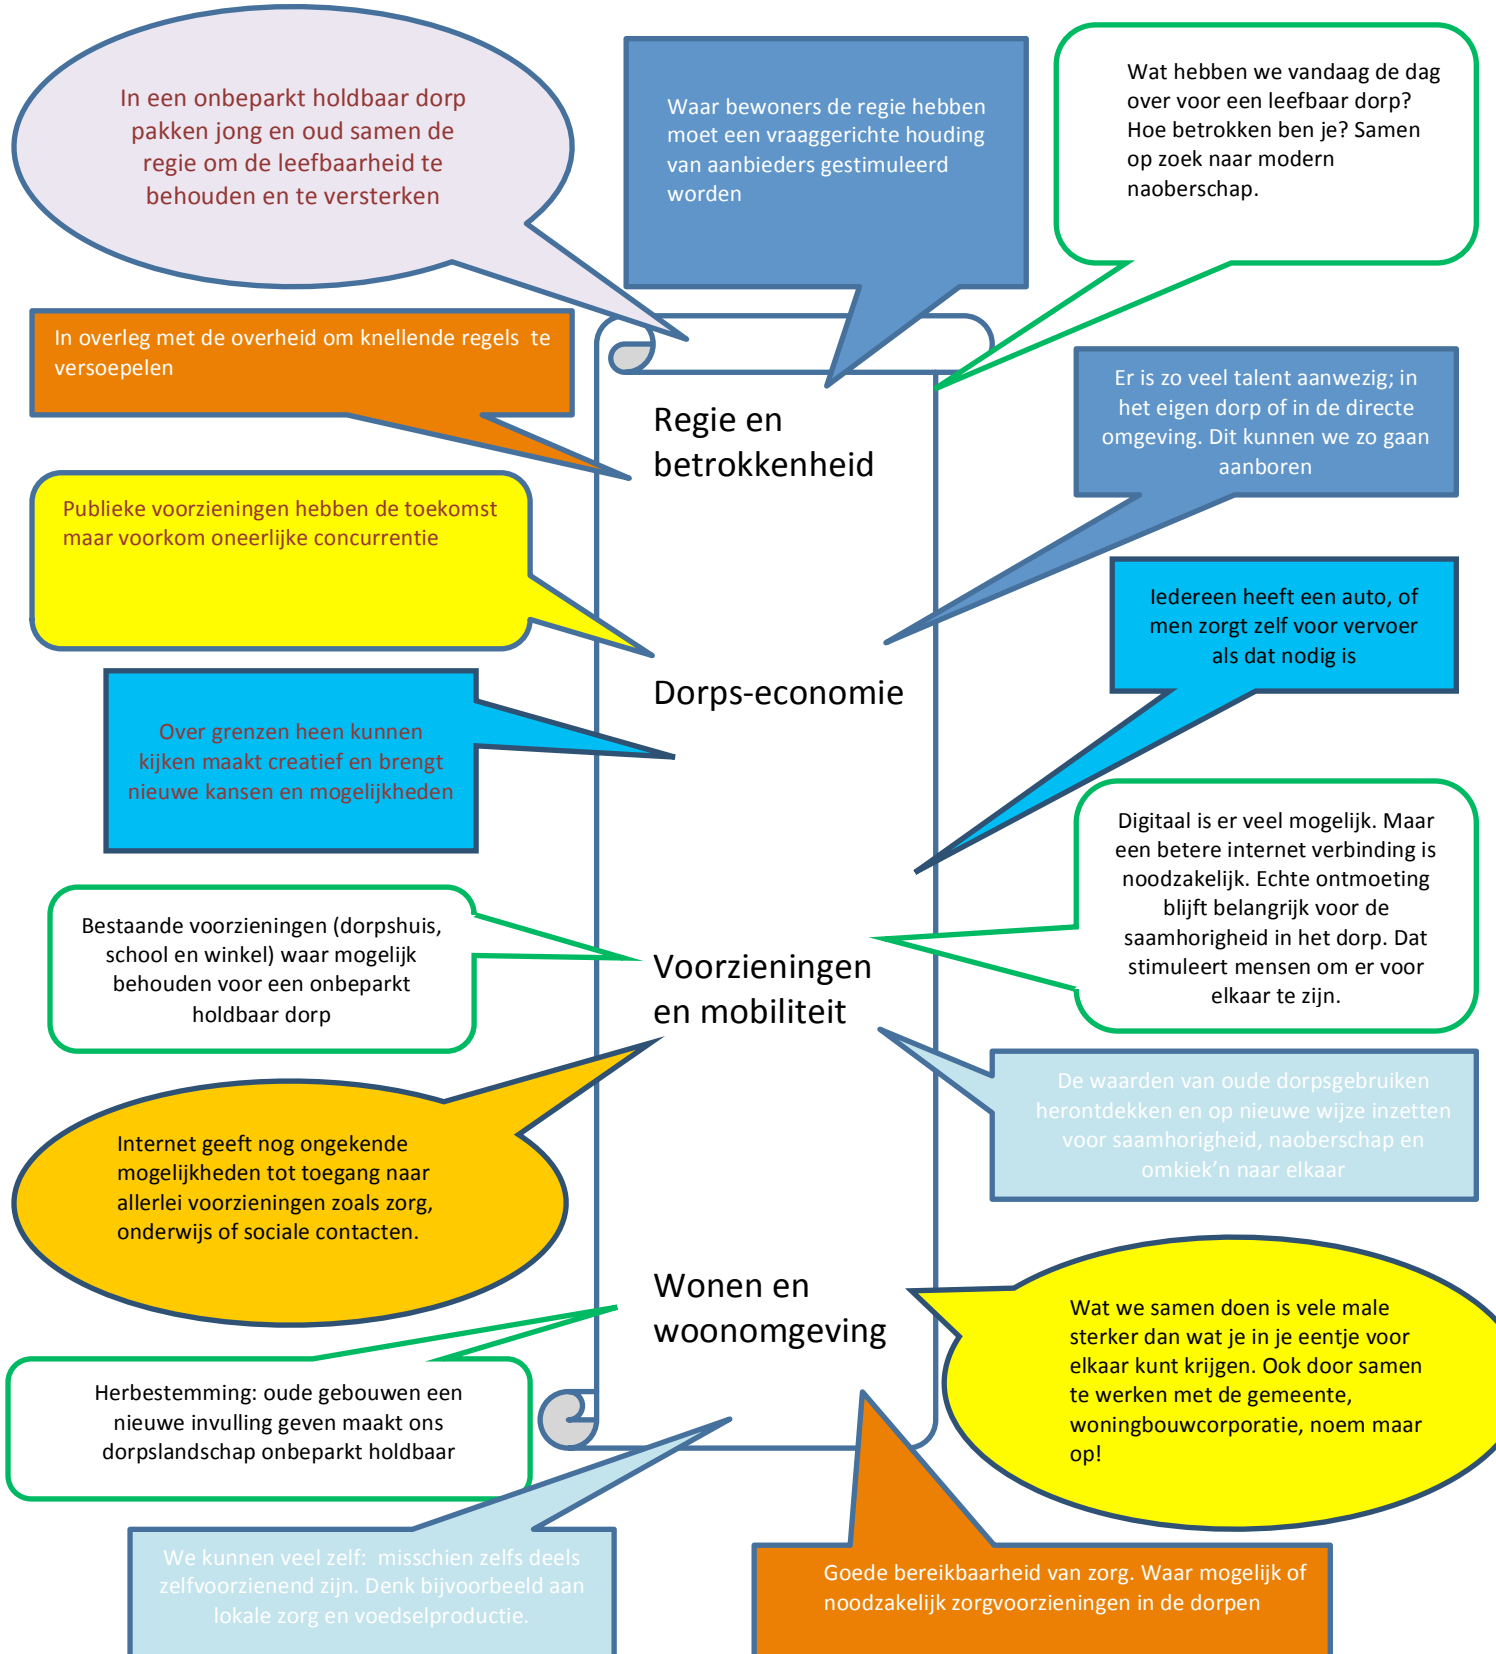 In een onbeparkt holdbaar dorp
pakken jong en oud samen de
regie om de leefbaarheid te
behouden en te versterken
Waar bewoners de regie hebben
moet een vraaggerichte houding
van aanbieders gestimuleerd
worden
Wat hebben we vandaag de dag
over voor een leefbaar dorp?
Hoe betrokken ben je? Samen
op zoek naar modern
naoberschap.
In overleg met de overheid om knellende regels  te
versoepelen
Regie en
betrokkenheid
Er is zo veel talent aanwezig; in
het eigen dorp of in de directe
omgeving. Dit kunnen we zo gaan
aanboren
Publieke voorzieningen hebben de toekomst
maar voorkom oneerlijke concurrentie
Iedereen heeft een auto, of
men zorgt zelf voor vervoer
als dat nodig is
Dorps-economie
Over grenzen heen kunnen
kijken maakt creatief en brengt
nieuwe kansen en mogelijkheden
Digitaal is er veel mogelijk. Maar
een betere internet verbinding is
noodzakelijk. Echte ontmoeting
blijft belangrijk voor de
saamhorigheid in het dorp. Dat
stimuleert mensen om er voor
elkaar te zijn.
Bestaande voorzieningen (dorpshuis,
school en winkel) waar mogelijk
behouden voor een onbeparkt
holdbaar dorp
Voorzieningen
en mobiliteit
De waarden van oude dorpsgebruiken
herontdekken en op nieuwe wijze inzetten
voor saamhorigheid, naoberschap en
omkiek’n naar elkaar
Internet geeft nog ongekende
mogelijkheden tot toegang naar
allerlei voorzieningen zoals zorg,
onderwijs of sociale contacten.
Wonen en
woonomgeving
Wat we samen doen is vele male
sterker dan wat je in je eentje voor
elkaar kunt krijgen. Ook door samen
te werken met de gemeente,
woningbouwcorporatie, noem maar
op!
Herbestemming: oude gebouwen een
nieuwe invulling geven maakt ons
dorpslandschap onbeparkt holdbaar
We kunnen veel zelf:  misschien zelfs deels
zelfvoorzienend zijn. Denk bijvoorbeeld aan
lokale zorg en voedselproductie.
Goede bereikbaarheid van zorg. Waar mogelijk of
noodzakelijk zorgvoorzieningen in de dorpen